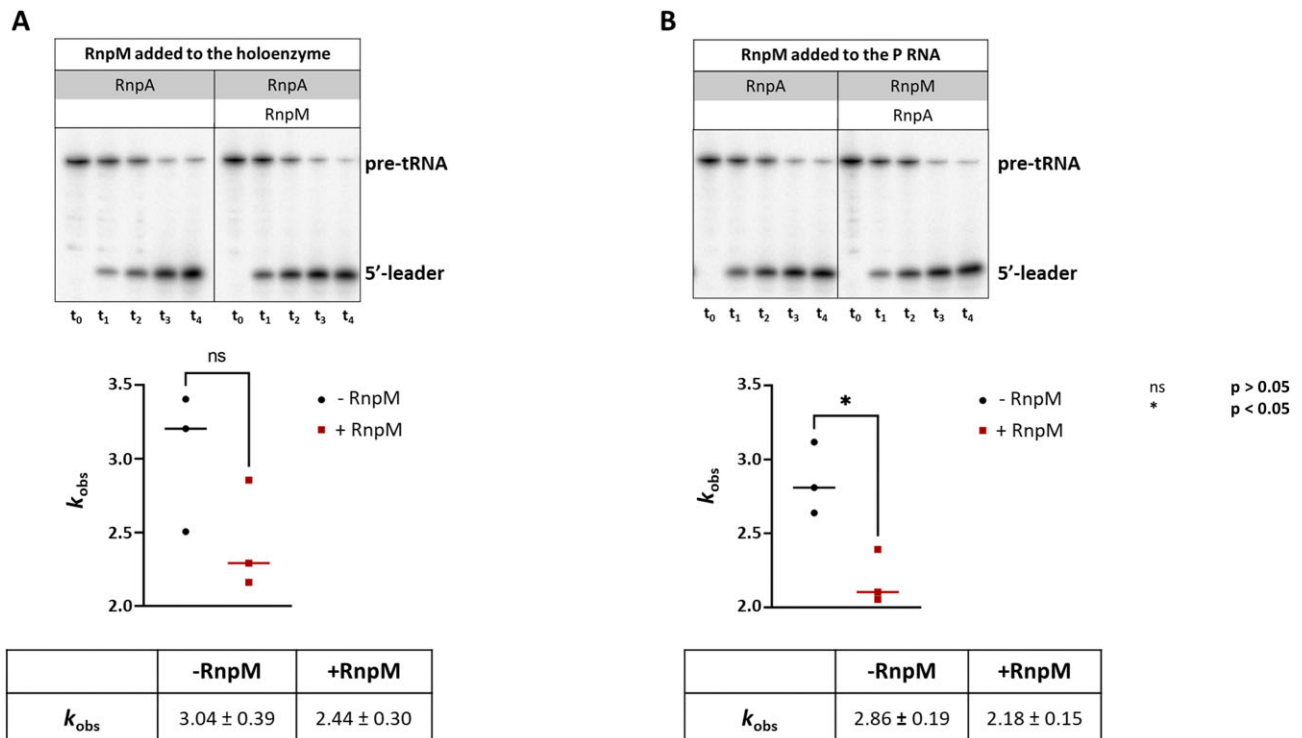 A
RnpM added to the holoenzyme
RnpA RnpA
RnpM
pre-tRNA
5’-leader
t0 t1 t2 t3 t4 t0 t1 t2 t3 t4
ns
3.5
3.0
2.5
2.0
kobs
- RnpM
+ RnpM
-RnpM +RnpM
kobs 3.04 ± 0.39 2.44 ± 0.30
B
RnpM added to the P RNA
RnpA RnpM
RnpA
pre-tRNA
5’-leader
t0 t1 t2 t3 t4 t0 t1 t2 t3 t4
*
3.5
3.0
2.5
2.0
kobs
- RnpM
+ RnpM
ns p > 0.05
* p < 0.05
-RnpM +RnpM
kobs 2.86 ± 0.19 2.18 ± 0.15